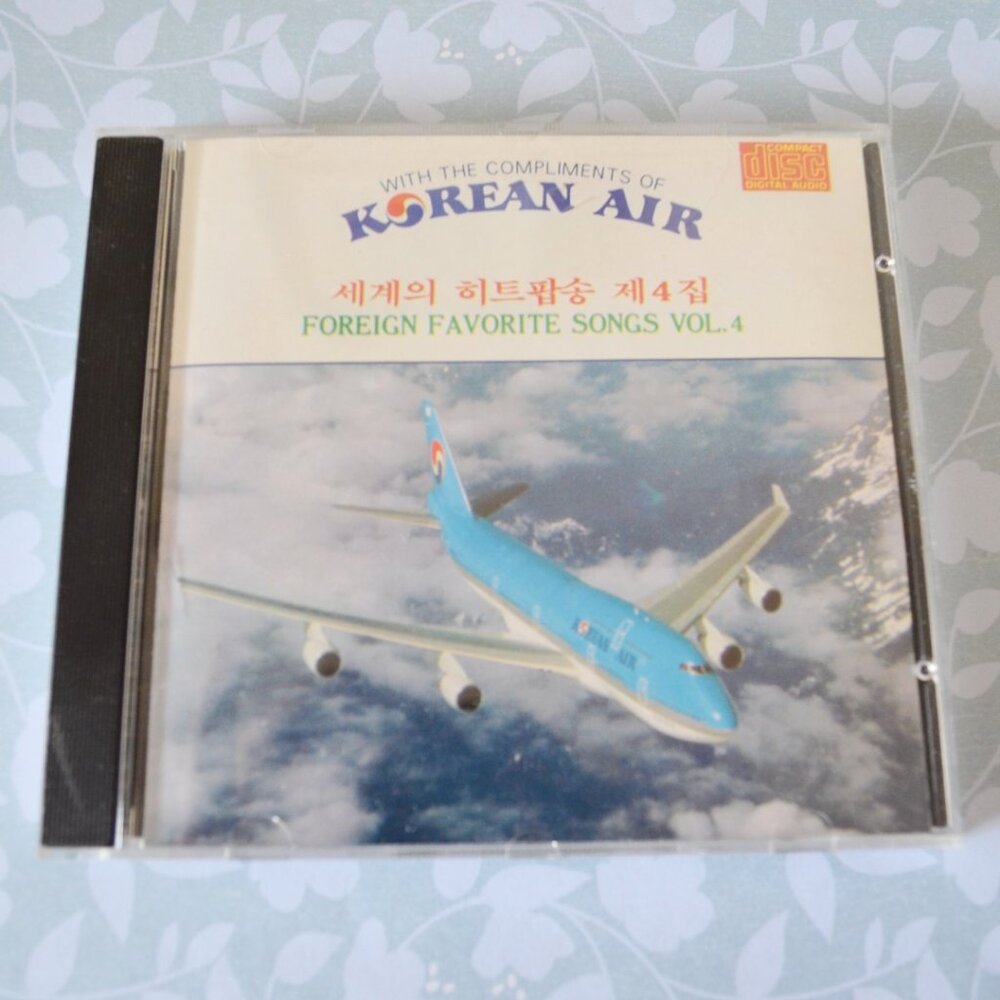 WITH THE COMPLIMENTS OF
KOREAN AIR
COMPACT
disc
DIGITAL AUDIO
세계의 히트팝송 제4집
FOREIGN FAVORITE SONGS VOL.4
KOREAN AIR